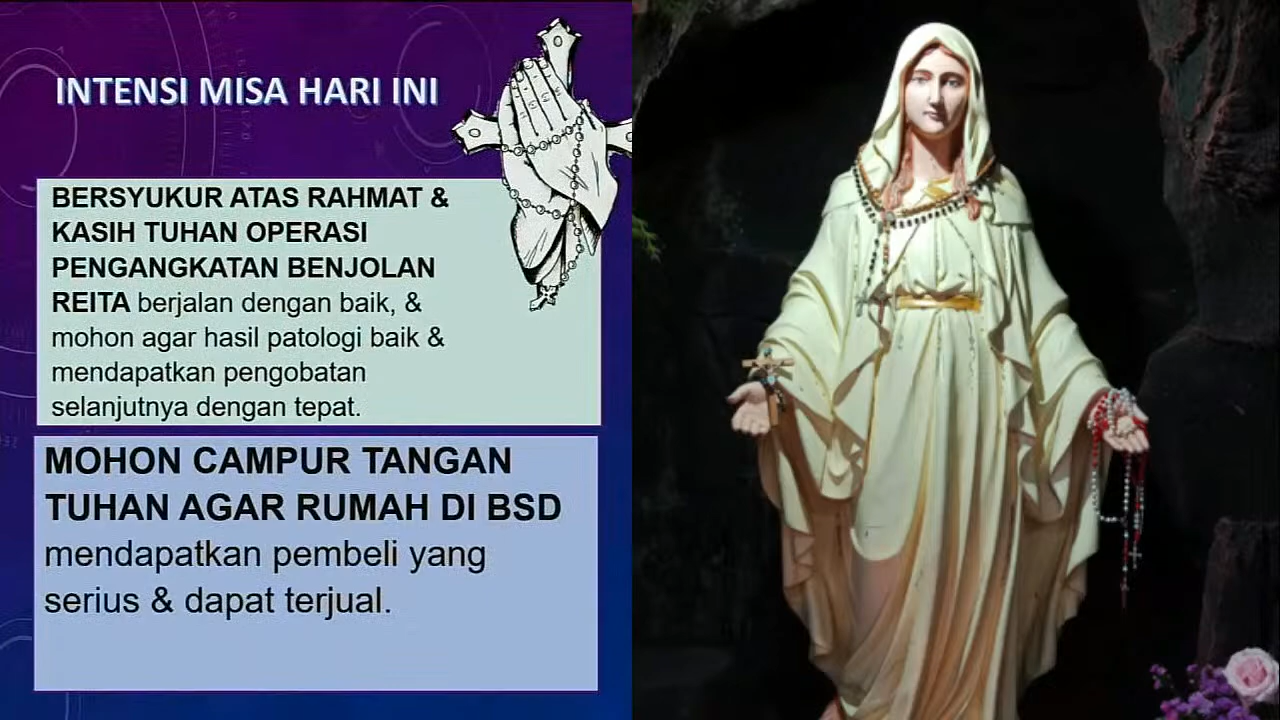 INTENSI MISA HARI INI
BERSYUKUR ATAS RAHMAT &
KASIH TUHAN OPERASI
PENGANGKATAN BENJOLAN
REITA berjalan dengan baik, &
mohon agar hasil patologi baik &
mendapatkan pengobatan
selanjutnya dengan tepat.
MOHON CAMPUR TANGAN
TUHAN AGAR RUMAH DI BSD
mendapatkan pembeli yang
serius & dapat terjual.